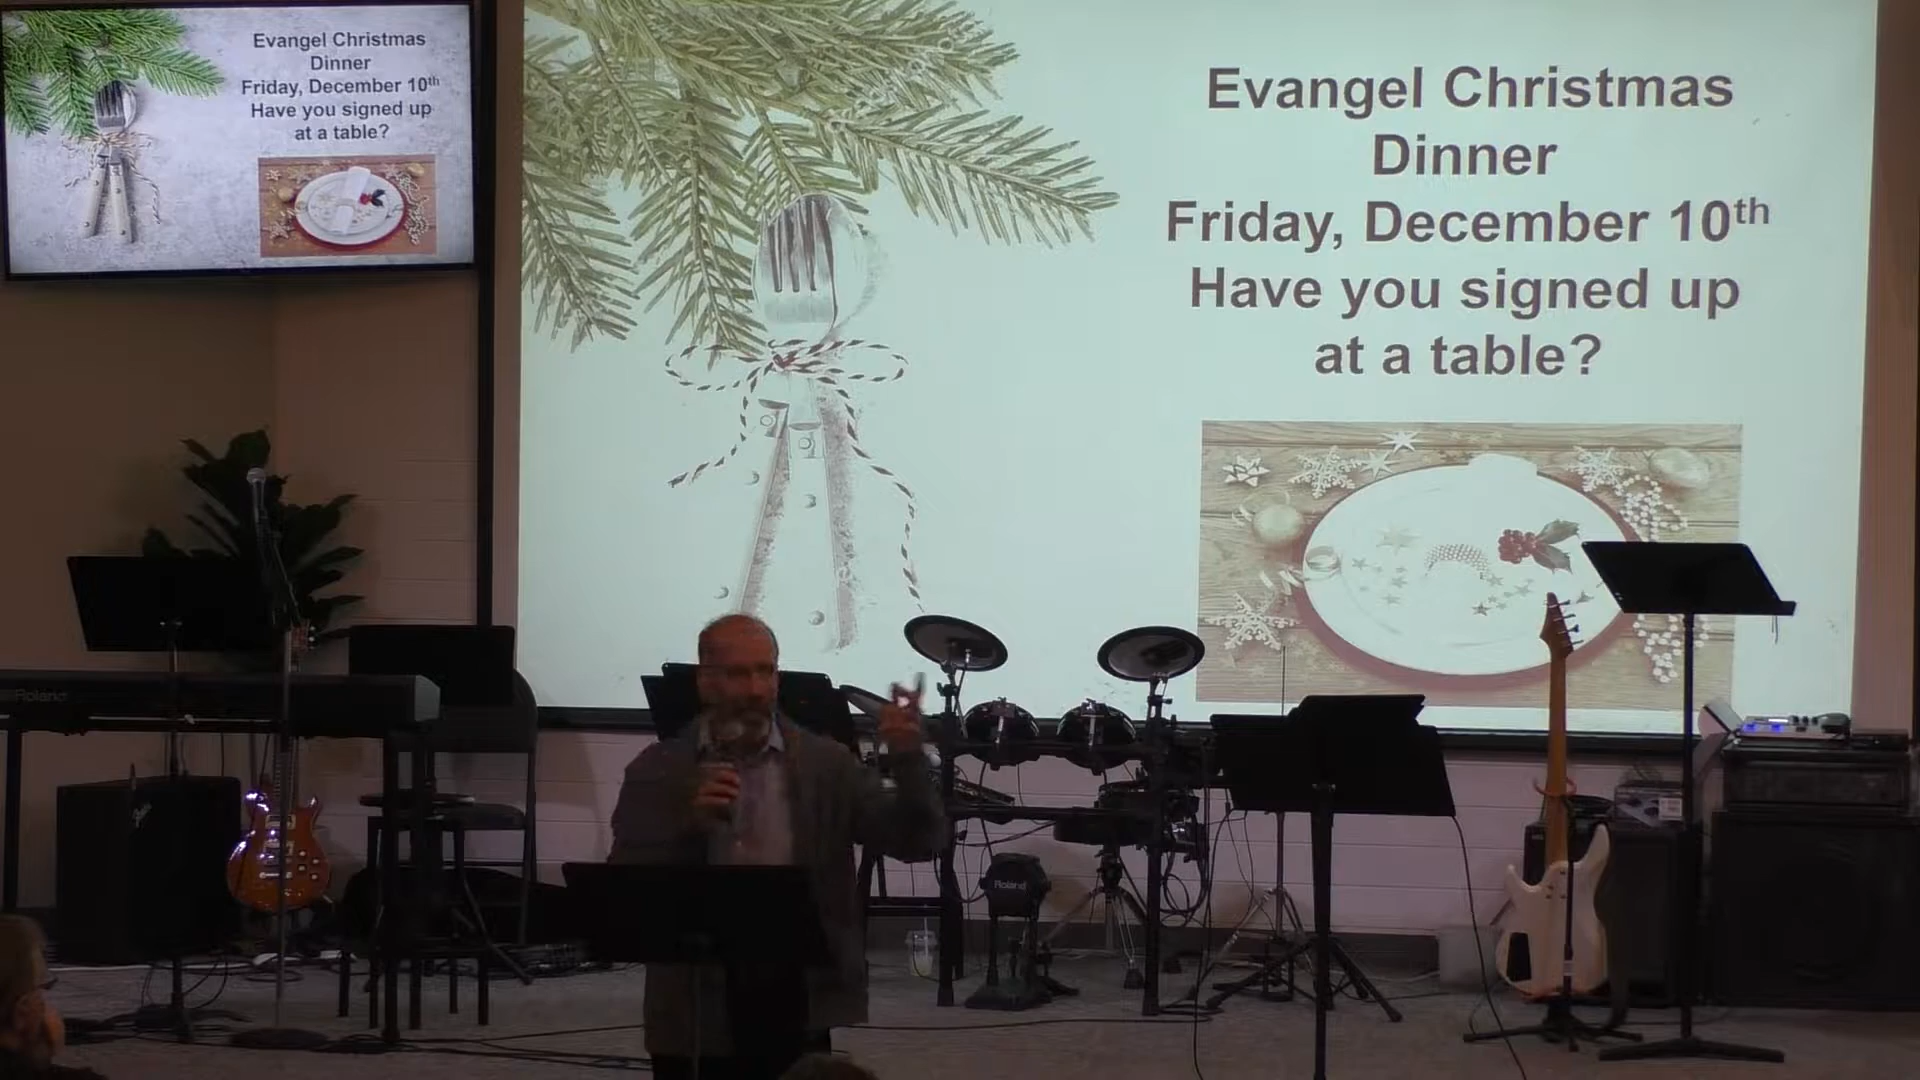 Evangel Christmas
Dinner
Friday, December 10th
Have you signed up
at a table?
Evangel Christmas
Dinner
Friday, December 10th
Have you signed up
at a table?
Roland
Fender
Roland